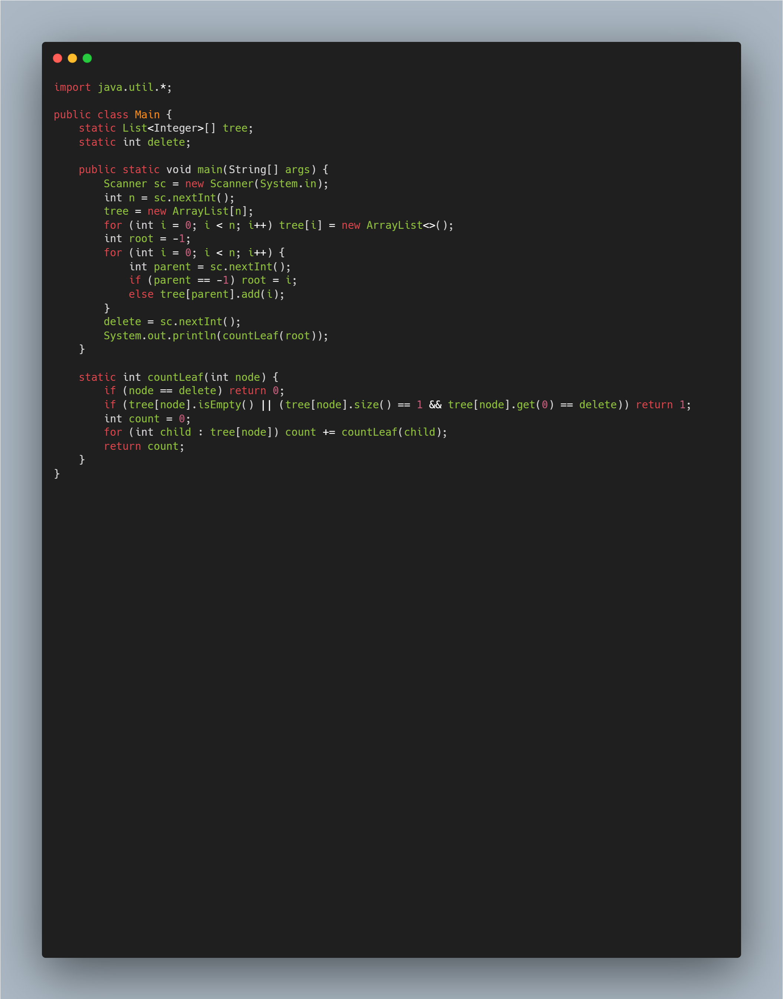 import java.util.*;

public class Main {
    static List<Integer>[] tree;
    static int delete;

    public static void main(String[] args) {
        Scanner sc = new Scanner(System.in);
        int n = sc.nextInt();
        tree = new ArrayList[n];
        for (int i = 0; i < n; i++) tree[i] = new ArrayList<>();
        int root = -1;
        for (int i = 0; i < n; i++) {
            int parent = sc.nextInt();
            if (parent == -1) root = i;
            else tree[parent].add(i);
        }
        delete = sc.nextInt();
        System.out.println(countLeaf(root));
    }

    static int countLeaf(int node) {
        if (node == delete) return 0;
        if (tree[node].isEmpty() || (tree[node].size() == 1 && tree[node].get(0) == delete)) return 1;
        int count = 0;
        for (int child : tree[node]) count += countLeaf(child);
        return count;
    }
}